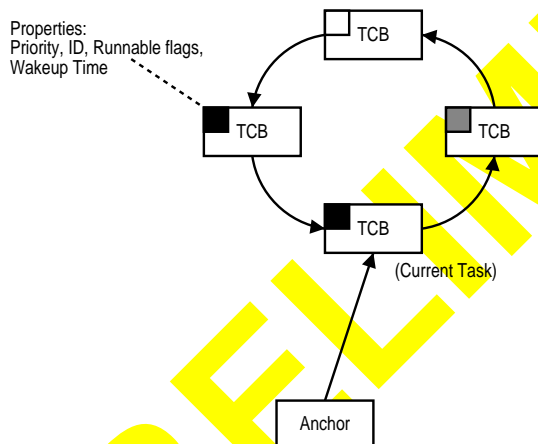 Properties:
Priority, ID, Runnable flags,
Wakeup Time
TCB
TCB
TCB
TCB
(Current Task)
Anchor